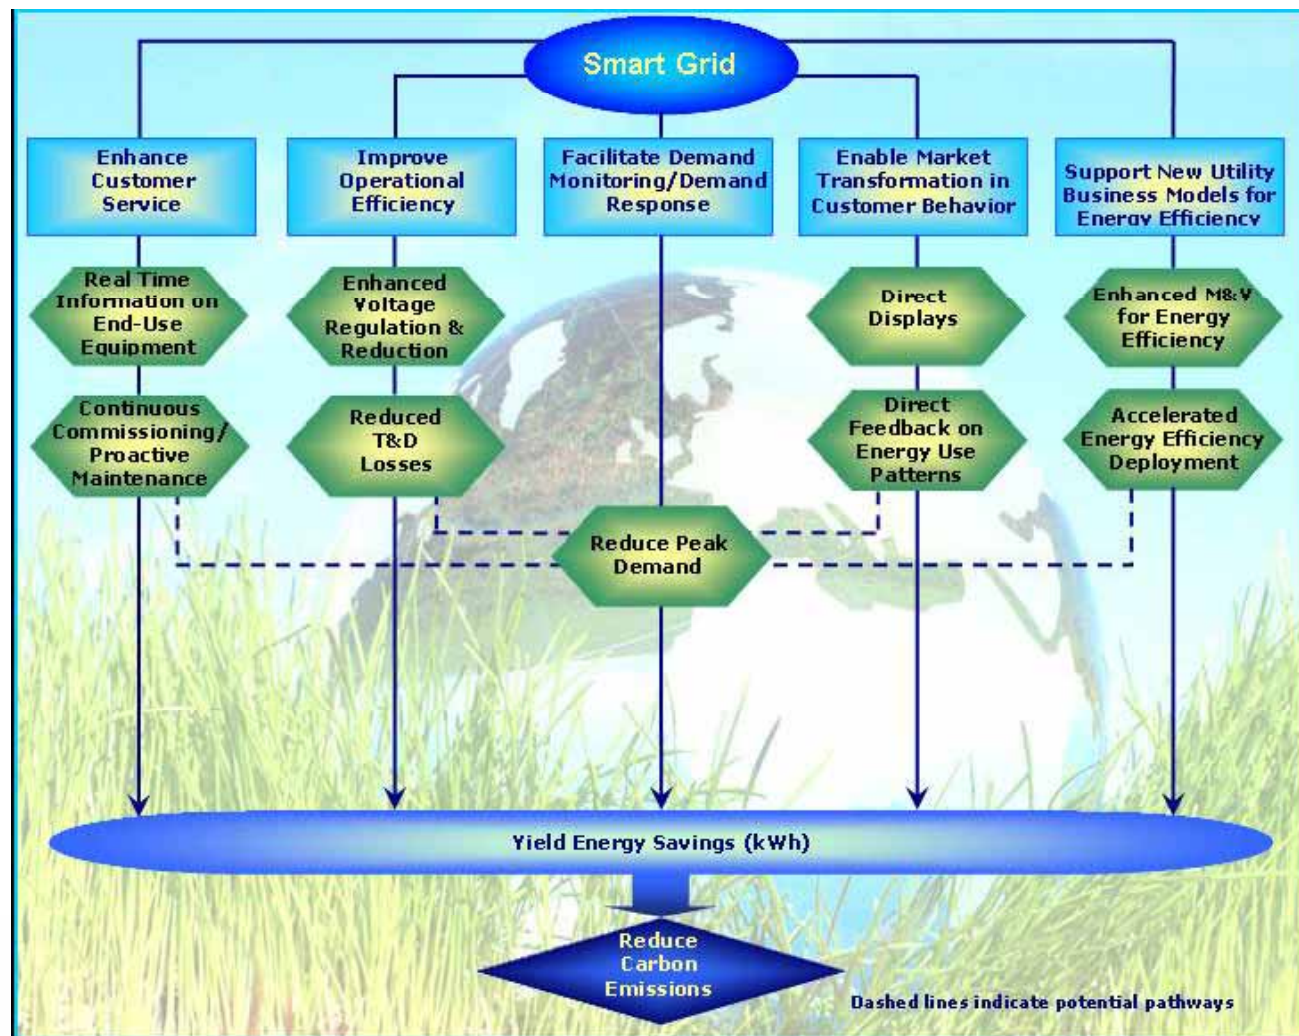 Smart Grid
Enhance
Customer
Service
Improve
Operational
Efficiency
Facilitate Demand
Monitoring/Demand
Response
Enable Market
Transformation in
Customer Behavior
Support New Utility
Business Models for
Energy Efficiency
Real Time
Information on
End-Use
Equipment
Enhanced
Voltage
Regulation &
Reduction
Direct
Displays
Enhanced M&V
for Energy
Efficiency
Continuous
Commissioning/
Proactive
Maintenance
Reduced
T&D
Losses
Direct
Feedback on
Energy Use
Patterns
Accelerated
Energy Efficiency
Deployment
Reduce Peak
Demand
Yield Energy Savings (kWh)
Reduce
Carbon
Emissions
Dashed lines indicate potential pathways